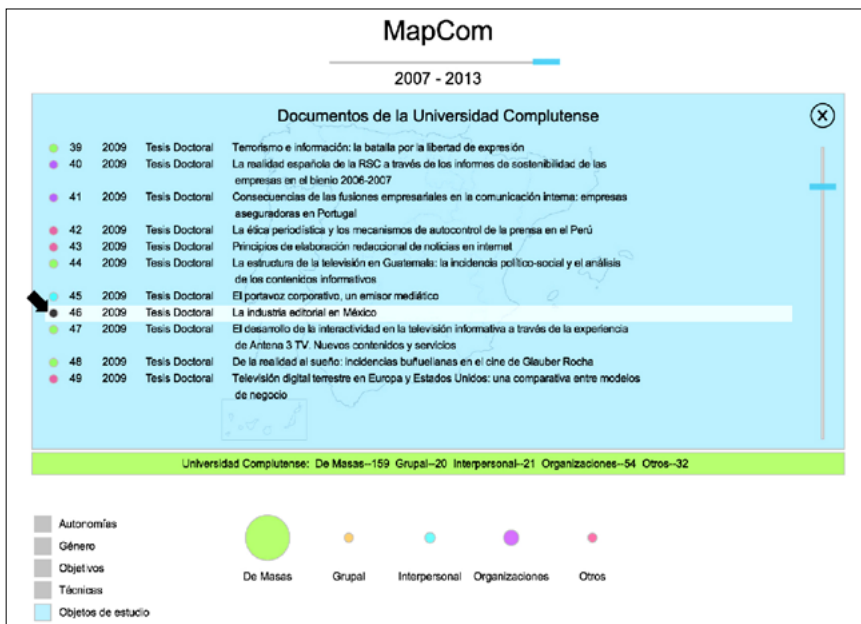 MapCom
2007 - 2013
Documentos de la Universidad Complutense
39 2009 Tesis Doctoral Terrorismo e información: la batalla por la libertad de expresión
40 2009 Tesis Doctoral La realidad española de la RSC a través de los informes de sostenibilidad de las
empresas en el bienio 2006-2007
41 2009 Tesis Doctoral Consecuencias de las fusiones empresariales en la comunicación interna: empresas
aseguradoras en Portugal
42 2009 Tesis Doctoral La ética periodística y los mecanismos de autocontrol de la prensa en el Perú
43 2009 Tesis Doctoral Principios de elaboración redaccional de noticias en internet
44 2009 Tesis Doctoral La estructura de la televisión en Guatemala: la incidencia político-social y el análisis
de los contenidos informativos
45 2009 Tesis Doctoral El portavoz corporativo, un emisor mediático
46 2009 Tesis Doctoral La industria editorial en México
47 2009 Tesis Doctoral El desarrollo de la interactividad en la televisión informativa a través de la experiencia
de Antena 3 TV. Nuevos contenidos y servicios
48 2009 Tesis Doctoral De la realidad al sueño: incidencias buñuelianas en el cine de Glauber Rocha
49 2009 Tesis Doctoral Televisión digital terrestre en Europa y Estados Unidos: una comparativa entre modelos
de negocio
Universidad Complutense: De Masas--159 Grupal--20 Interpersonal--21 Organizaciones--54 Otros--32
Autonomías
Género
Objetivos
Técnicas
Objetos de estudio
De Masas Grupal Interpersonal Organizaciones Otros